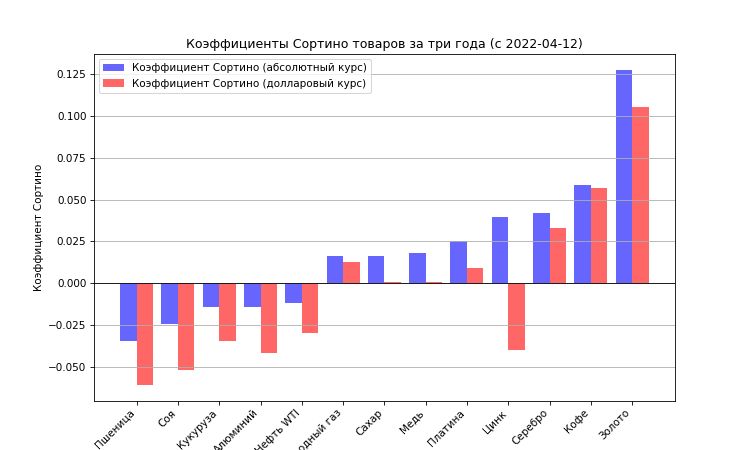 Коэффициенты Сортино товаров за три года (с 2022-04-12)
Коэффициент Сортино (абсолютный курс)
Коэффициент Сортино (долларовый курс)
Коэффициент Сортино
0.125
0.100
0.075
0.050
0.025
0.000
−0.025
−0.050
Пшеница
Соя
Кукуруза
Алюминий
Нефть WTI
одный газ
Сахар
Медь
Платина
Цинк
Серебро
Кофе
Золото